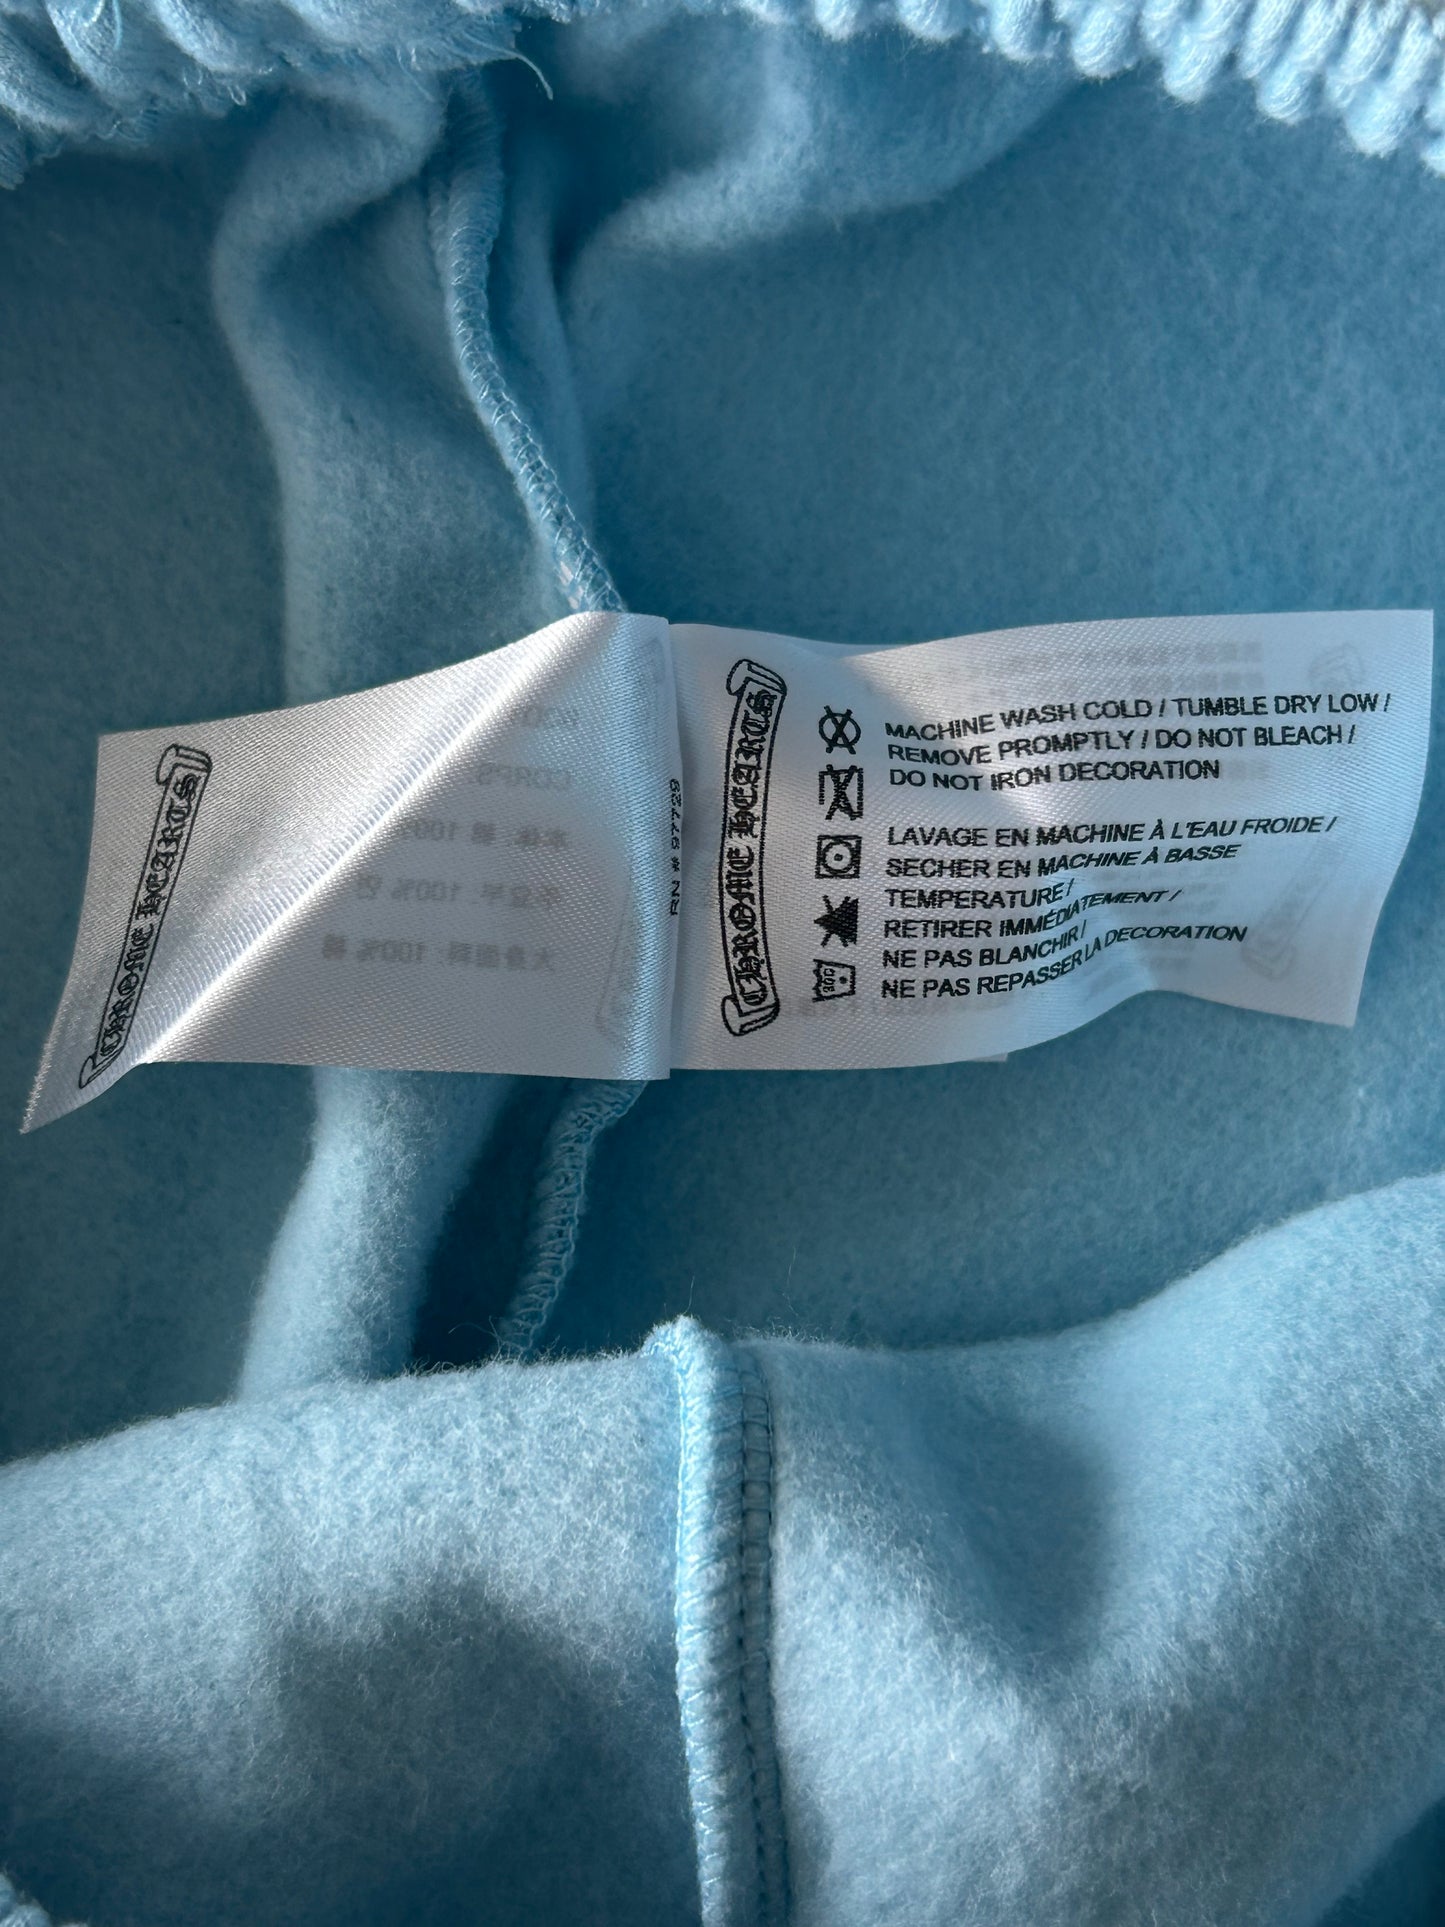 CHROME HEARTS
RN # 97729
CHROME HEARTS
MACHINE WASH COLD / TUMBLE DRY LOW /
REMOVE PROMPTLY / DO NOT BLEACH /
DO NOT IRON DECORATION
LAVAGE EN MACHINE À L'EAU FROIDE /
SECHER EN MACHINE À BASSE
TEMPERATURE /
RETIRER IMMÉDIATEMENT /
NE PAS BLANCHIR /
NE PAS REPASSER LA DECORATION
30°C